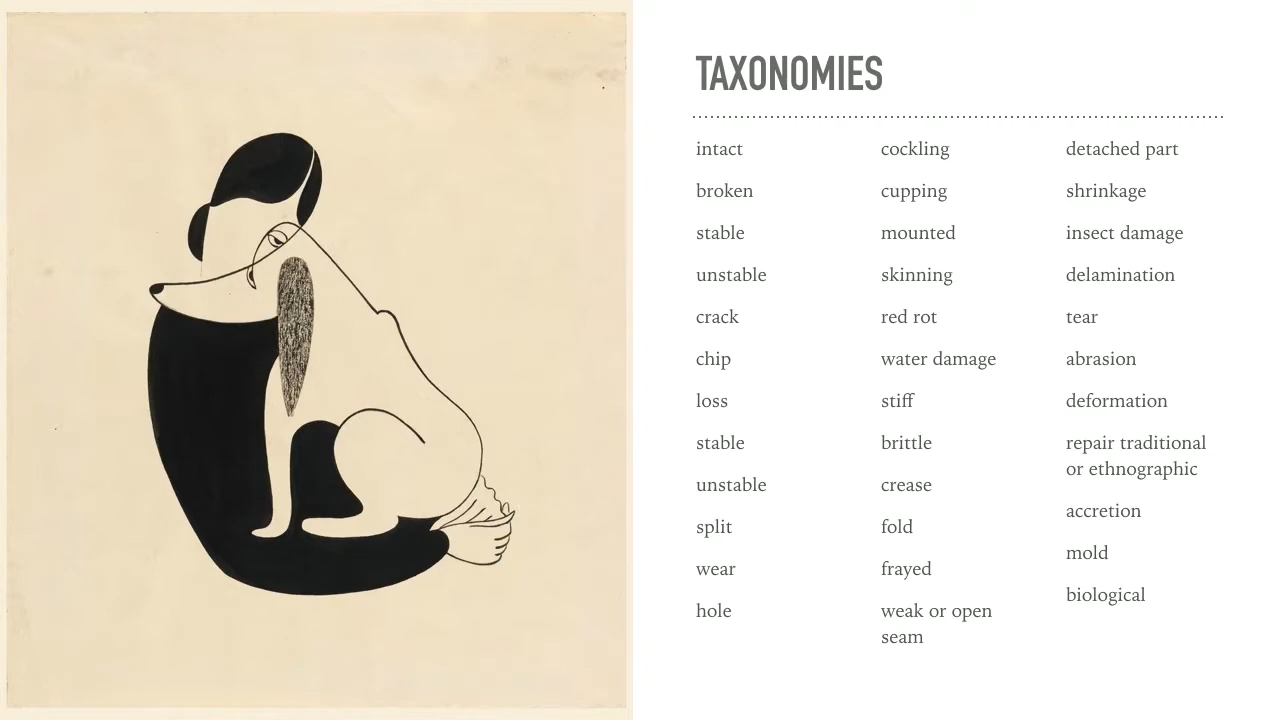 TAXONOMIES
intact
broken
stable
unstable
crack
chip
loss
stable
unstable
split
wear
hole
cockling
cupping
mounted
skinning
red rot
water damage
stiff
brittle
crease
fold
frayed
weak or open
seam
detached part
shrinkage
insect damage
delamination
tear
abrasion
deformation
repair traditional
or ethnographic
accretion
mold
biological